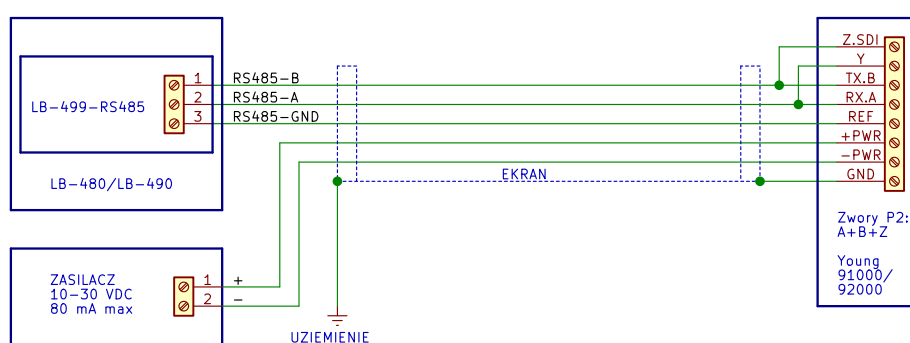 LB-499-RS485
1
2
3
LB-480/LB-490
RS485-B
RS485-A
RS485-GND
EKRAN
Z.SDI
Y
TX.B
RX.A
REF
+PWR
-PWR
GND
Zwory P2:
A+B+Z
Young
91000/
92000
ZASILACZ
10-30 VDC
80 mA max
1
2
+
-
UZIEMIENIE